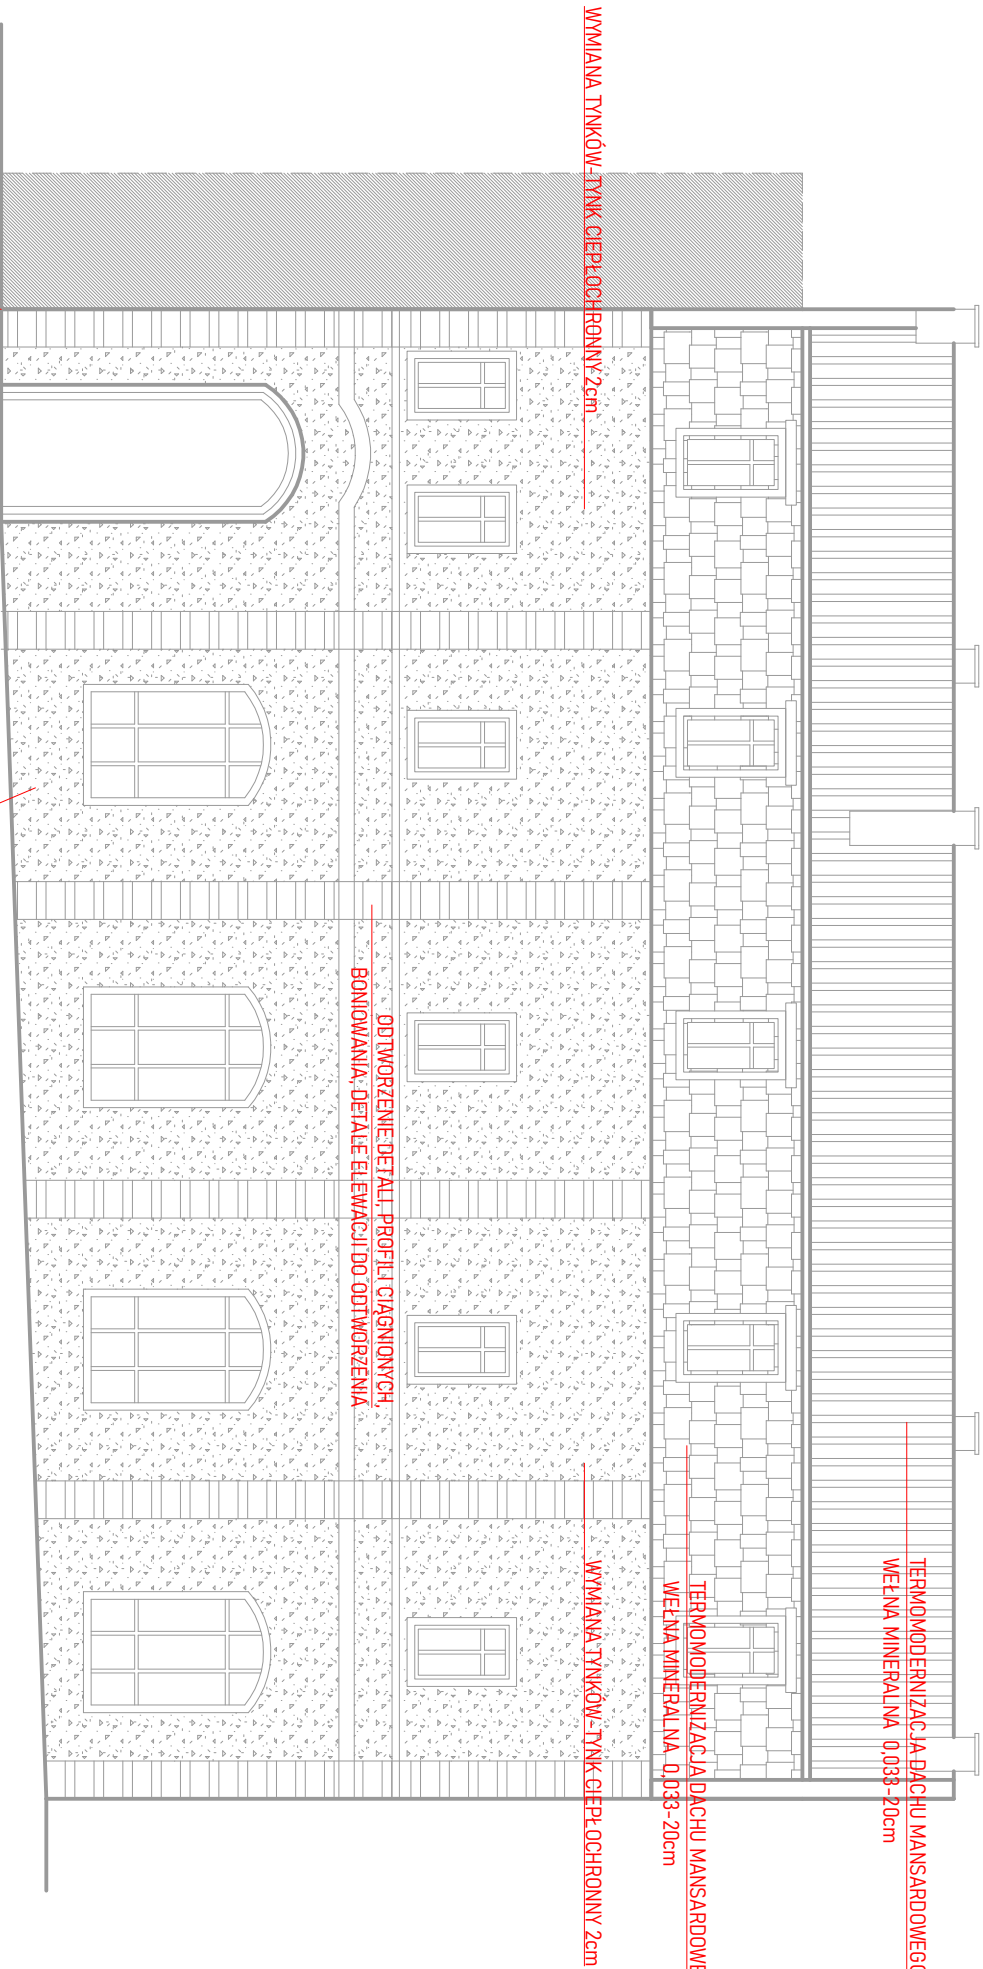 TERMOMODERNIZACJA DACHU MANSARDOWEGO
WEŁNA MINERALNA 0,033-20cm
TERMOMODERNIZACJA DACHU MANSARDOWE
WEŁNA MINERALNA 0,033-20cm
WYMIANA TYNKÓW-TYNK CIEPŁOCHRONNY 2cm
WYMIANA TYNKÓW-TYNK CIEPŁOCHRONNY 2cm
ODTWORZENIE DETALI, PROFILI CIĄGNIONYCH,
BONIOWANIA, DETALE ELEWACJI DO ODTWORZENIA